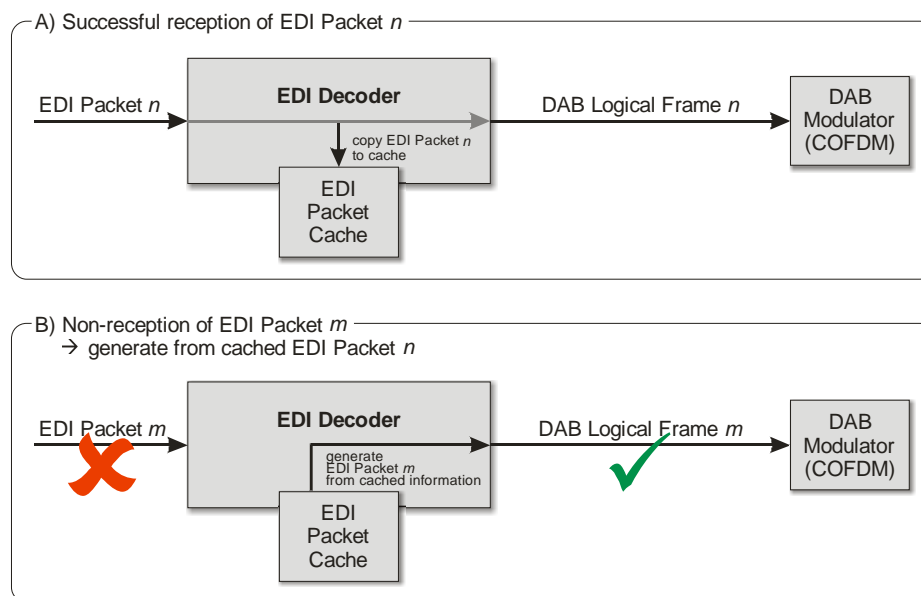 A) Successful reception of EDI Packet n
EDI Packet n
EDI Decoder
DAB Logical Frame n
DAB
Modulator
(COFDM)
copy EDI Packet n
to cache
EDI
Packet
Cache
B) Non-reception of EDI Packet m
→ generate from cached EDI Packet n
EDI Packet m
EDI Decoder
DAB Logical Frame m
DAB
Modulator
(COFDM)
generate
EDI Packet m
from cached information
EDI
Packet
Cache